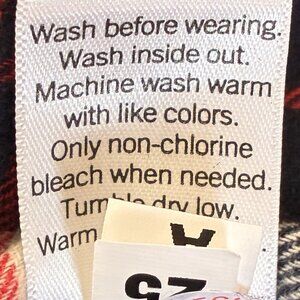 Wash before wearing.
Wash inside out.
Machine wash warm
with like colors.
Only non-chlorine
bleach when needed.
Tumble dry low.
Warm